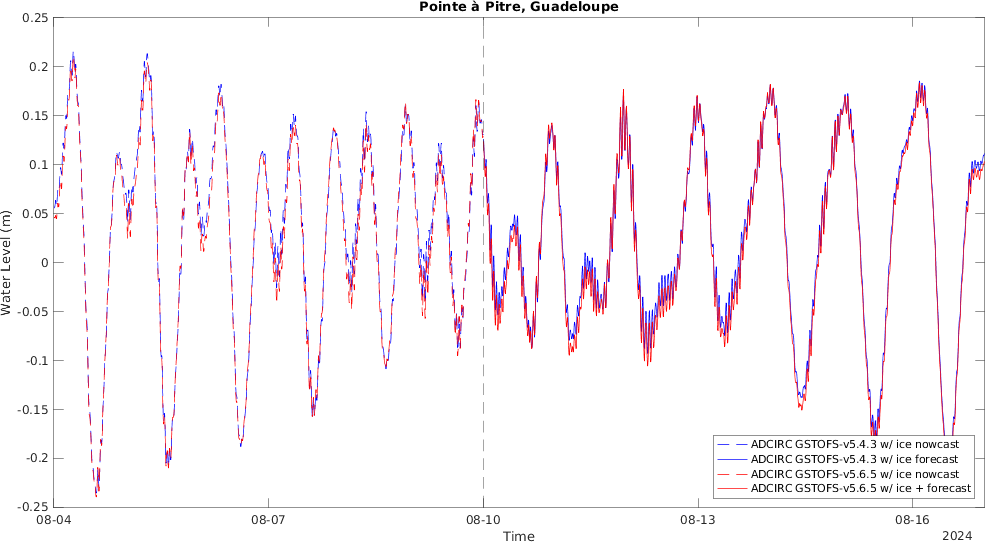 Pointe à Pitre, Guadeloupe
Water Level (m)
0.25
0.2
0.15
0.1
0.05
0
-0.05
-0.1
-0.15
-0.2
-0.25
ADCIRC GSTOFS-v5.4.3 w/ ice nowcast
ADCIRC GSTOFS-v5.4.3 w/ ice forecast
ADCIRC GSTOFS-v5.6.5 w/ ice nowcast
ADCIRC GSTOFS-v5.6.5 w/ ice + forecast
08-04 08-07 08-10 08-13 08-16
Time
2024